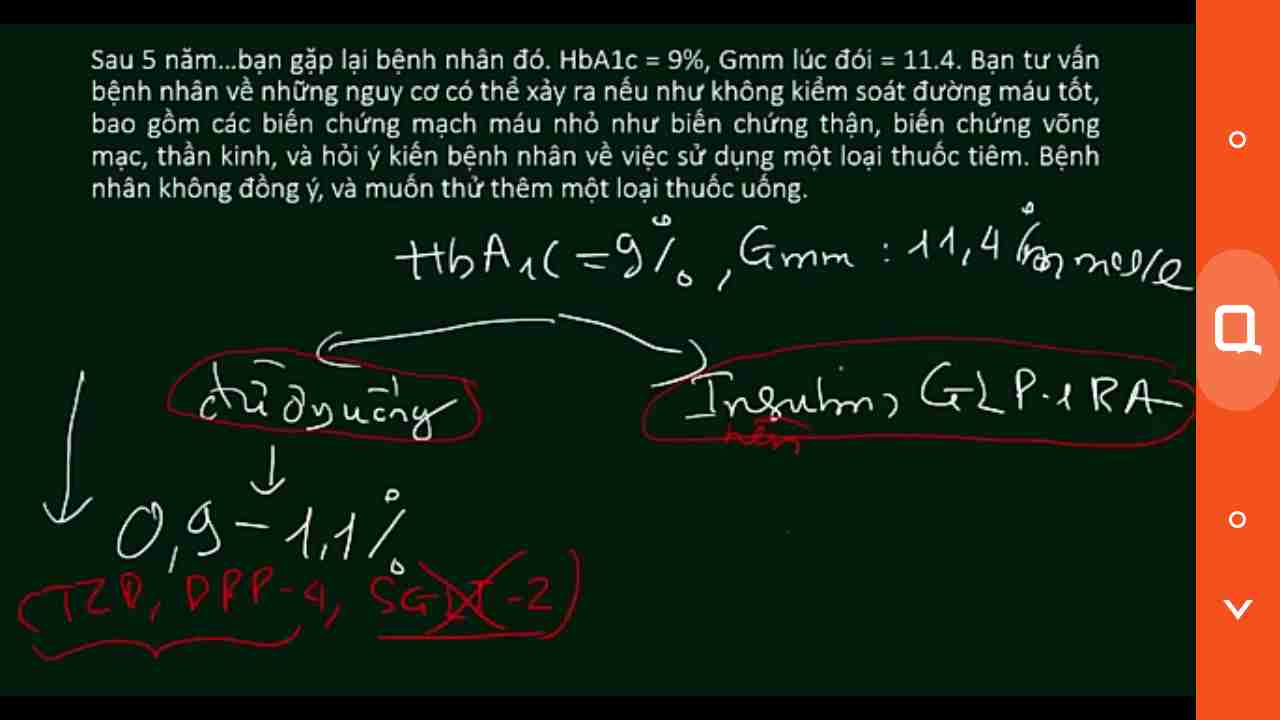 Sau 5 năm...bạn gặp lại bệnh nhân đó. HbA1c = 9%, Gmm lúc đói = 11.4. Bạn tư vấn
bệnh nhân về những nguy cơ có thể xảy ra nếu như không kiểm soát đường máu tốt,
bao gồm các biến chứng mạch máu nhỏ như biến chứng thận, biến chứng võng
mạc, thần kinh, và hỏi ý kiến bệnh nhân về việc sử dụng một loại thuốc tiêm. Bệnh
nhân không đồng ý, và muốn thử thêm một loại thuốc uống.
HbA1C = 9%, Gmm : 11,4 mmol/l
đường uống Insulin, GLP-1 RA
nền
0,9 - 1,1%
(TZD, DPP-4, SGLT-2)